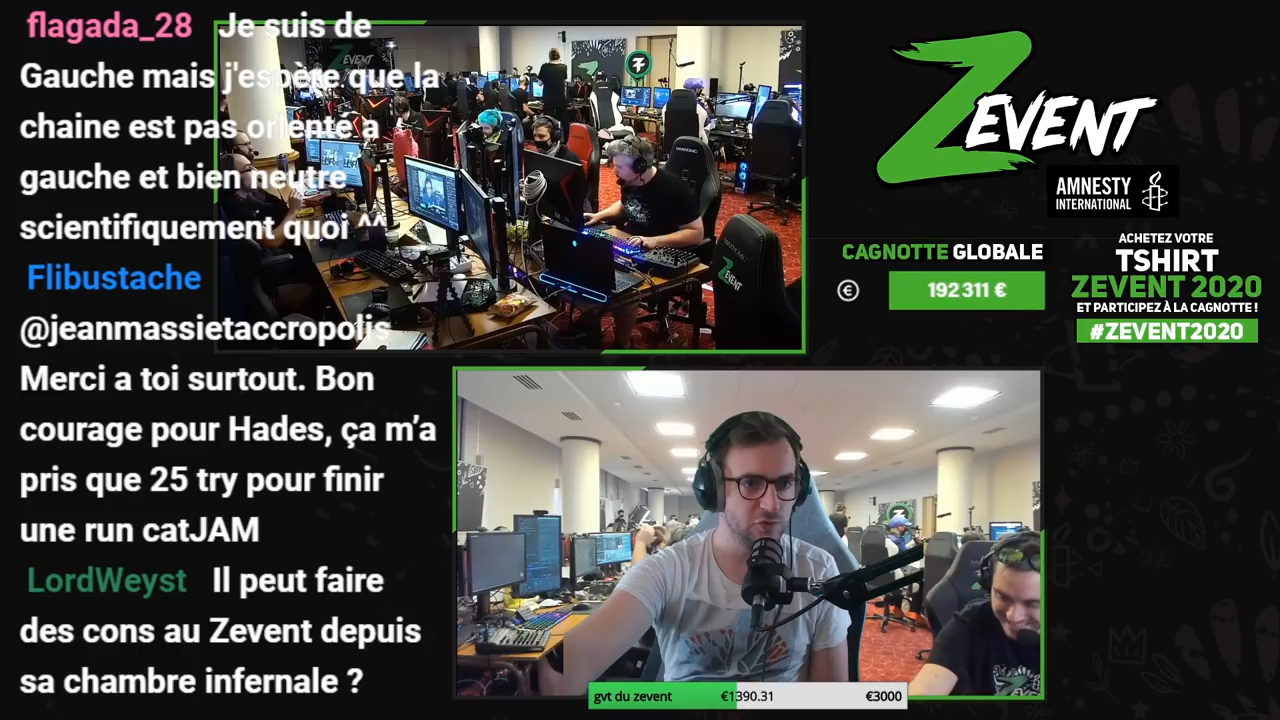 flagada_28 Je suis de
Gauche mais j'espère que la
chaine est pas orienté a
gauche et bien neutre
scientifiquement quoi ^^
Flibustache
@jeanmassietaccropolis
Merci a toi surtout. Bon
courage pour Hades, ça m’a
pris que 25 try pour finir
une run catJAM
LordWeyst Il peut faire
des cons au Zevent depuis
sa chambre infernale ?
ZEVENT
AMNESTY
INTERNATIONAL
CAGNOTTE GLOBALE
€ 192 311 €
ACHETEZ VOTRE
TSHIRT
ZEVENT 2020
ET PARTICIPEZ À LA CAGNOTTE !
#ZEVENT2020
gvt du zevent €1390.31 €3000